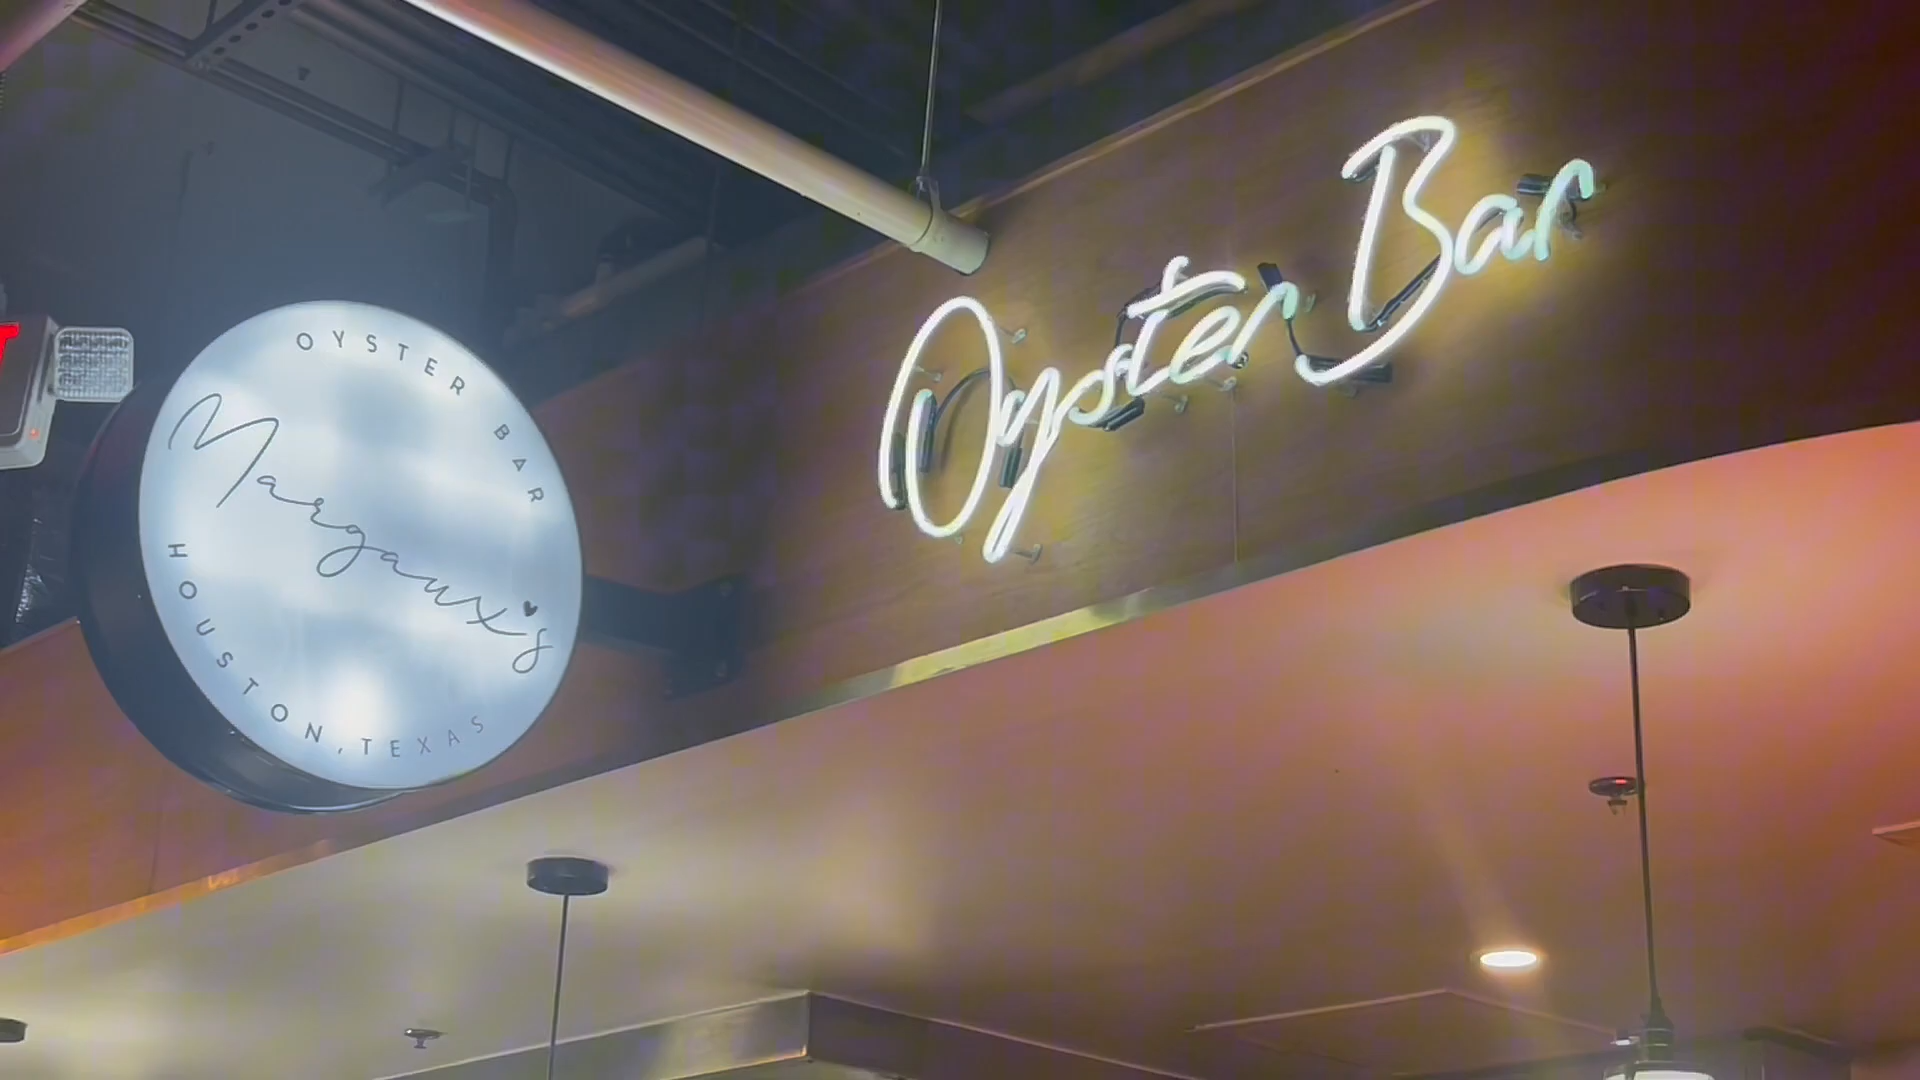 OYSTER BAR
Margaux's
HOUSTON, TEXAS
Oyster Bar